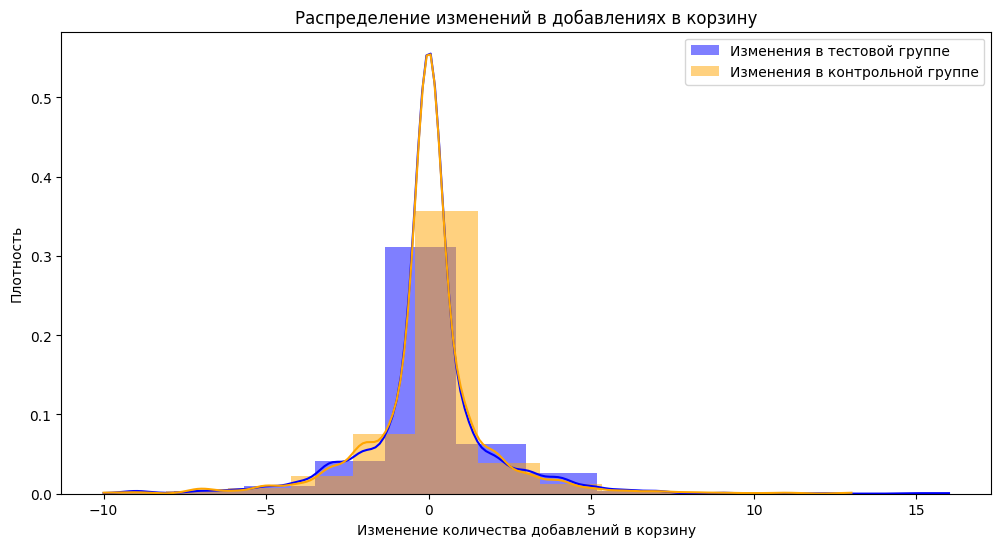 Распределение изменений в добавлениях в корзину
Изменения в тестовой группе
Изменения в контрольной группе
Плотность
0.5
0.4
0.3
0.2
0.1
0.0
−10
−5
0
5
10
15
Изменение количества добавлений в корзину